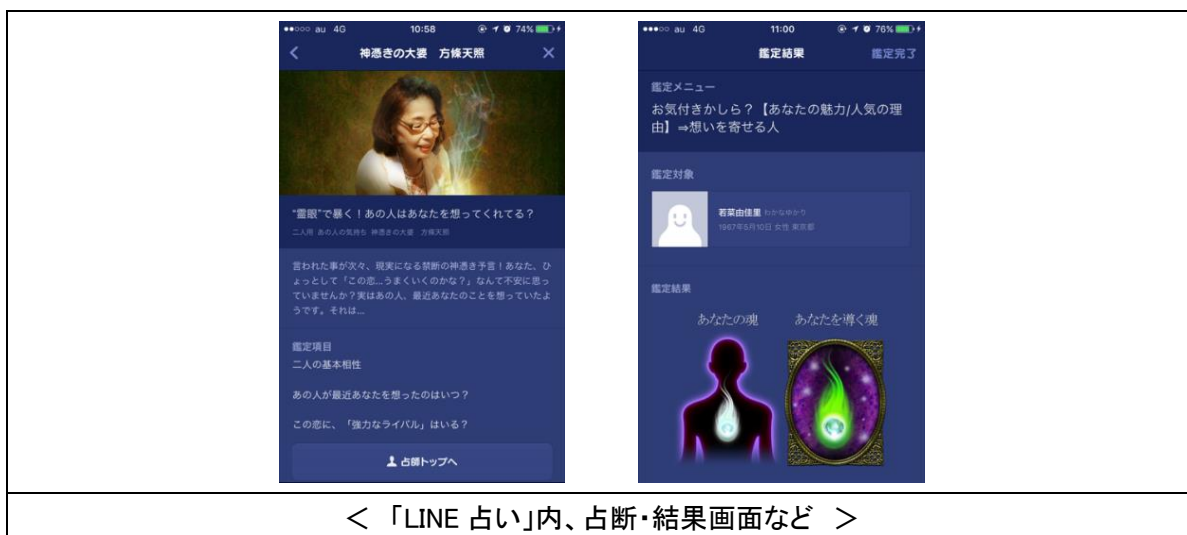 au 4G 10:58 74%
神憑きの大婆 方條天照
“霊眼”で暴く！あの人はあなたを想ってくれてる？
二人用 あの人の気持ち 神憑きの大婆 方條天照
言われた事が次々、現実になる禁断の神憑き予言！あなた、ひ
ょっとして「この恋...うまくいくのかな？」なんて不安に思っ
ていませんか？実はあの人、最近あなたのことを想っていたよ
うです。それは...
鑑定項目
二人の基本相性
あの人が最近あなたを想ったのはいつ？
この恋に、「強力なライバル」はいる？
占師トップへ
au 4G 11:00 76%
鑑定結果 鑑定完了
鑑定メニュー
お気付きかしら？【あなたの魅力/人気の理
由】⇒想いを寄せる人
鑑定対象
若菜由佳里 わかなゆかり
1967年8月10日 女性 東京都
鑑定結果
あなたの魂 あなたを導く魂
＜ 「LINE 占い」内、占断・結果画面など ＞